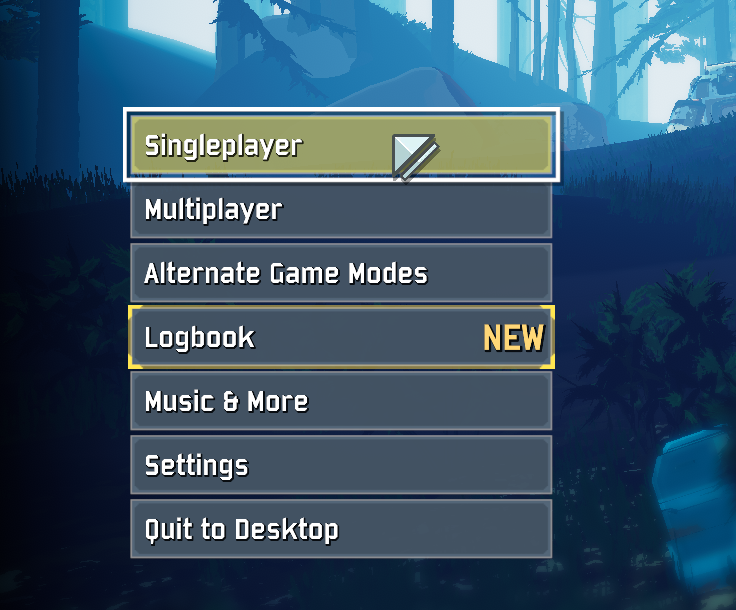 Singleplayer
Multiplayer
Alternate Game Modes
Logbook NEW
Music & More
Settings
Quit to Desktop